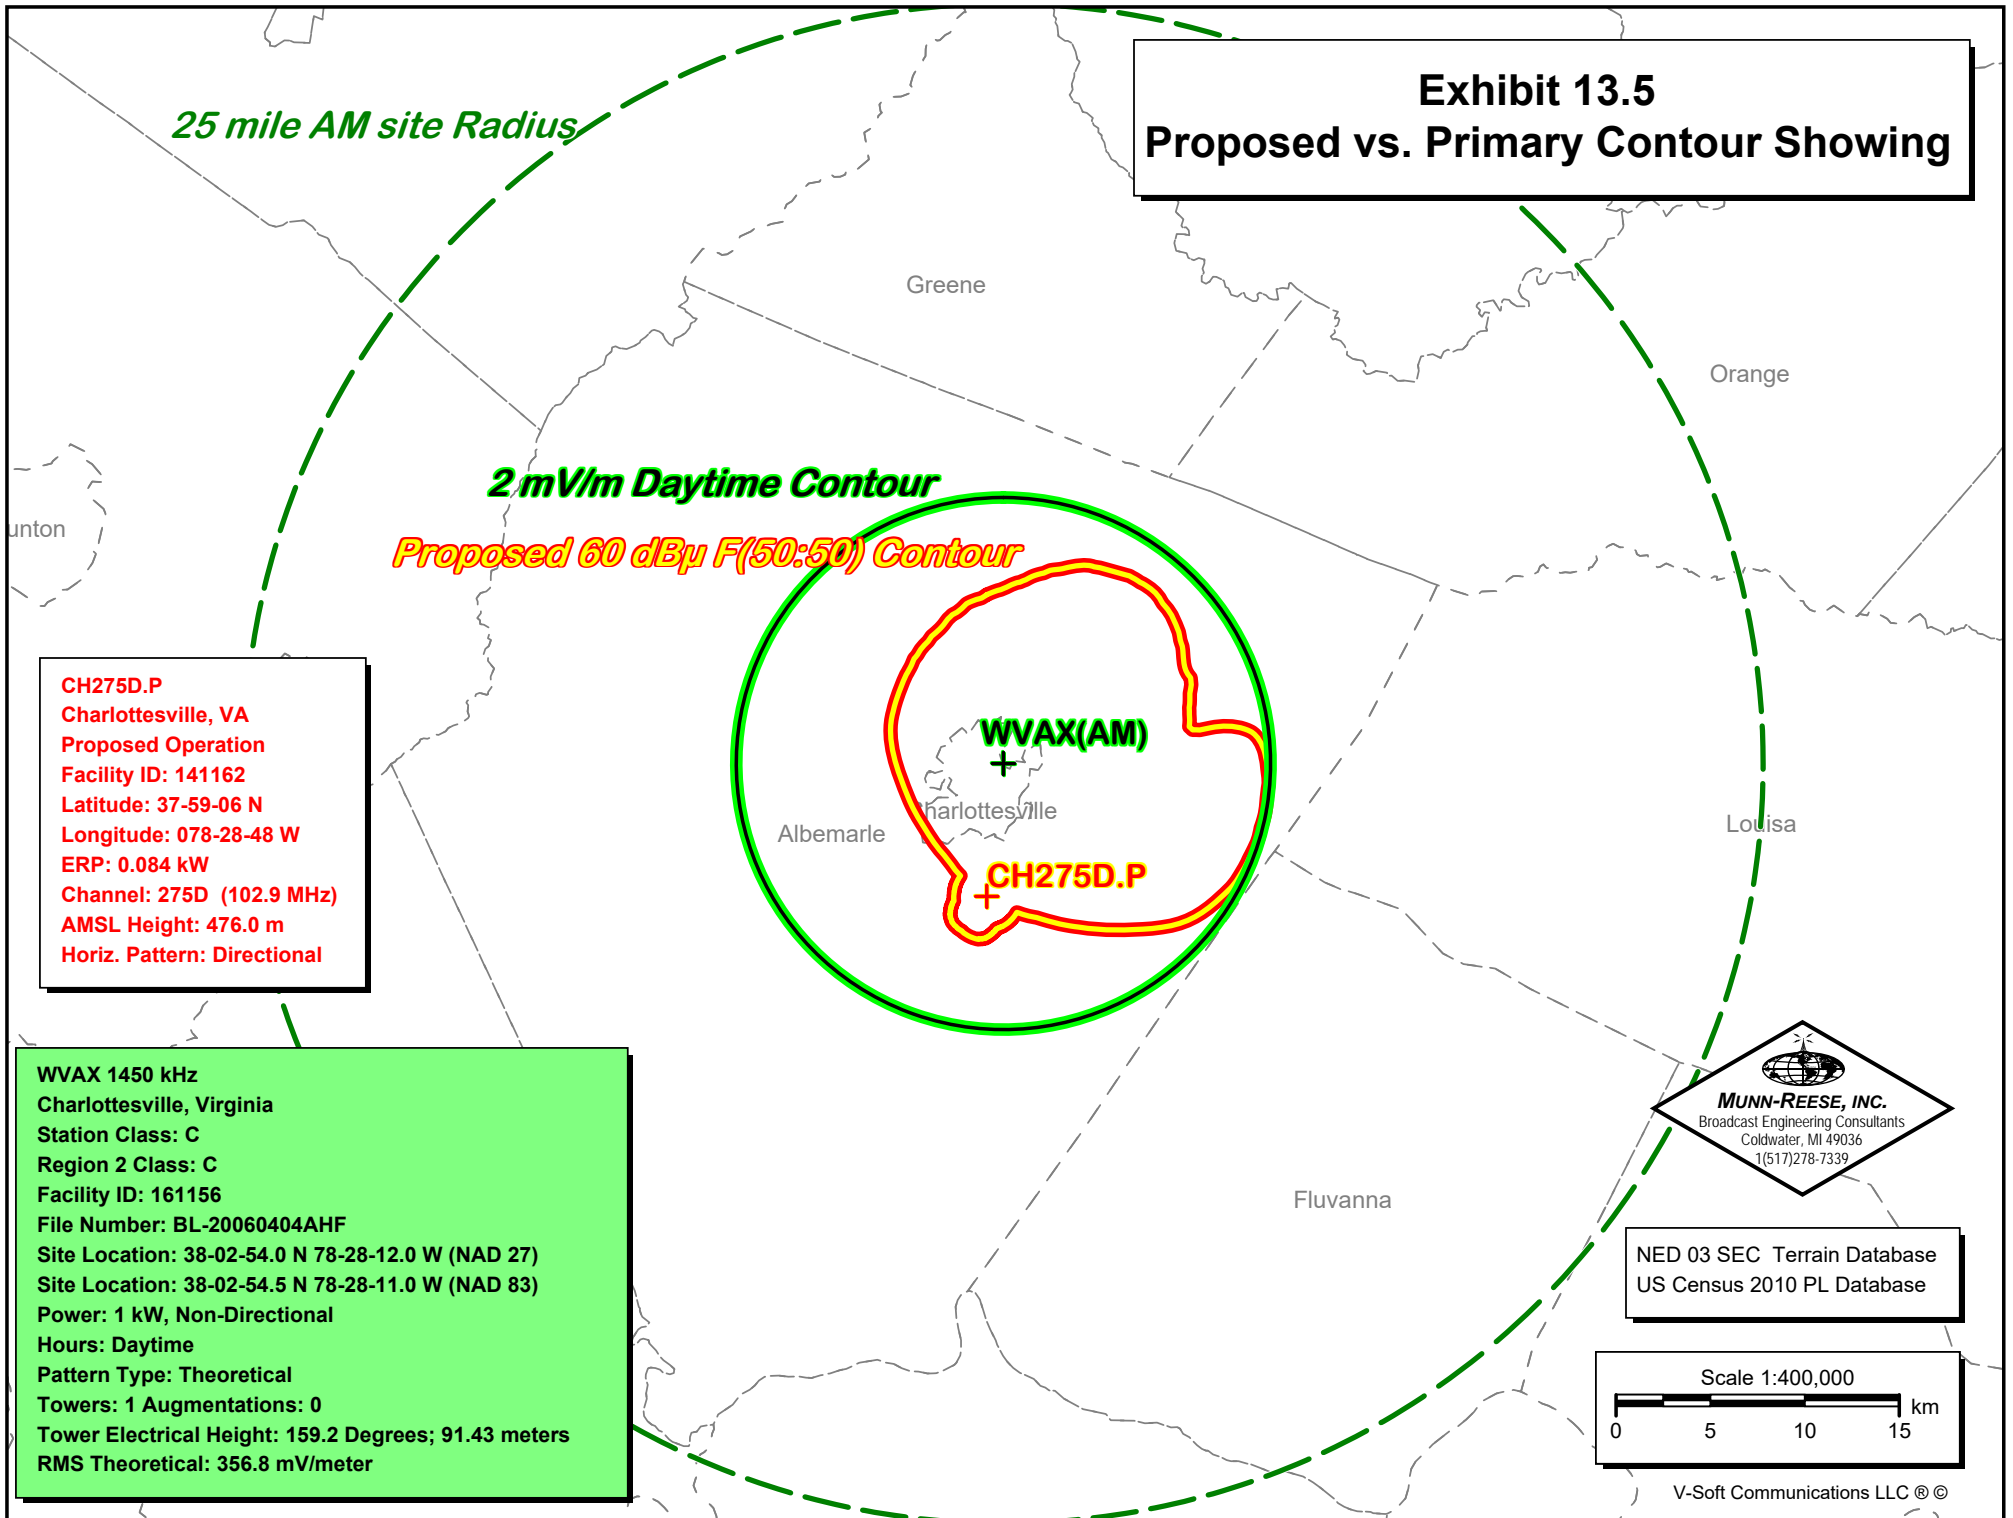 Exhibit 13.5
Proposed vs. Primary Contour Showing
25 mile AM site Radius
Greene
Orange
2 mV/m Daytime Contour
Proposed 60 dBµ F(50:50) Contour
unton
CH275D.P
Charlottesville, VA
Proposed Operation
Facility ID: 141162
Latitude: 37-59-06 N
Longitude: 078-28-48 W
ERP: 0.084 kW
Channel: 275D (102.9 MHz)
AMSL Height: 476.0 m
Horiz. Pattern: Directional
WVAX(AM)
harlottesville
Albemarle
Louisa
CH275D.P
WVAX 1450 kHz
Charlottesville, Virginia
Station Class: C
Region 2 Class: C
Facility ID: 161156
File Number: BL-20060404AHF
Site Location: 38-02-54.0 N 78-28-12.0 W (NAD 27)
Site Location: 38-02-54.5 N 78-28-11.0 W (NAD 83)
Power: 1 kW, Non-Directional
Hours: Daytime
Pattern Type: Theoretical
Towers: 1 Augmentations: 0
Tower Electrical Height: 159.2 Degrees; 91.43 meters
RMS Theoretical: 356.8 mV/meter
MUNN-REESE, INC.
Broadcast Engineering Consultants
Coldwater, MI 49036
1(517)278-7339
Fluvanna
NED 03 SEC Terrain Database
US Census 2010 PL Database
Scale 1:400,000
km
0 5 10 15
V-Soft Communications LLC ® ©